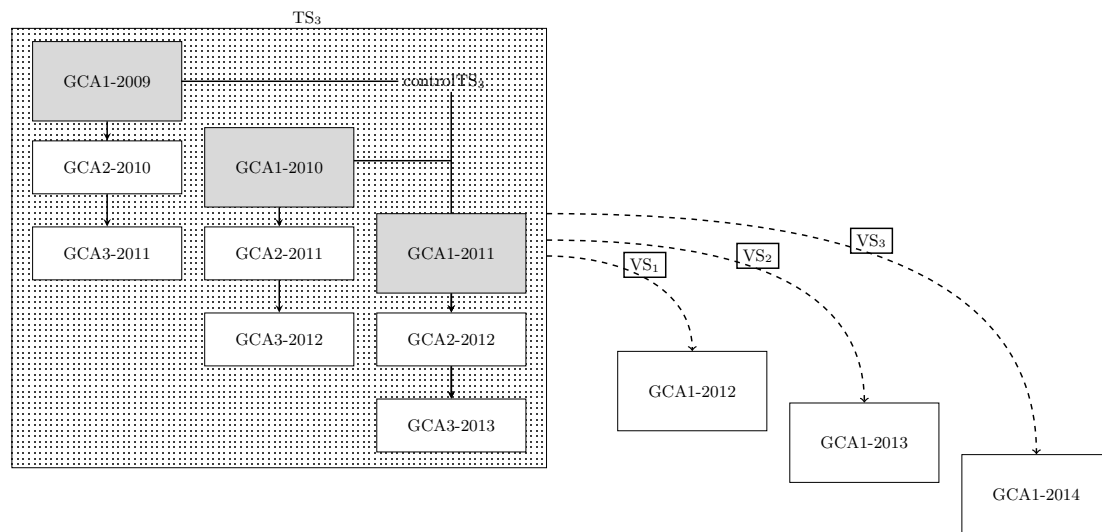 TS₃
GCA1-2009
controlTS₃
GCA2-2010
GCA1-2010
GCA3-2011
GCA2-2011
GCA1-2011
VS₁
VS₂
VS₃
GCA3-2012
GCA2-2012
GCA3-2013
GCA1-2012
GCA1-2013
GCA1-2014